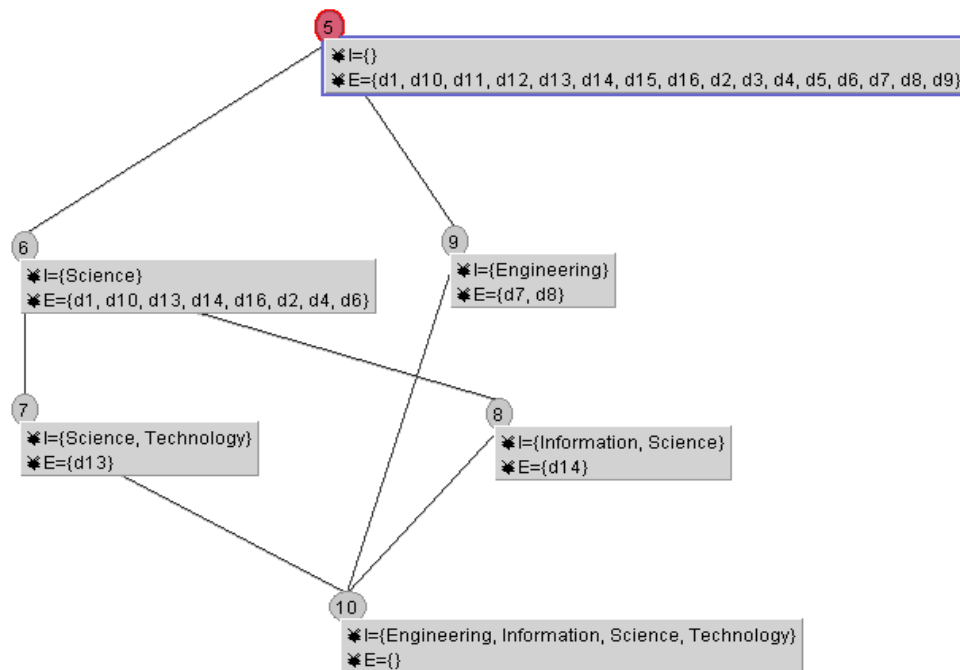 5
I={}
E={d1, d10, d11, d12, d13, d14, d15, d16, d2, d3, d4, d5, d6, d7, d8, d9}
6
I={Science}
E={d1, d10, d13, d14, d16, d2, d4, d6}
9
I={Engineering}
E={d7, d8}
7
I={Science, Technology}
E={d13}
8
I={Information, Science}
E={d14}
10
I={Engineering, Information, Science, Technology}
E={}